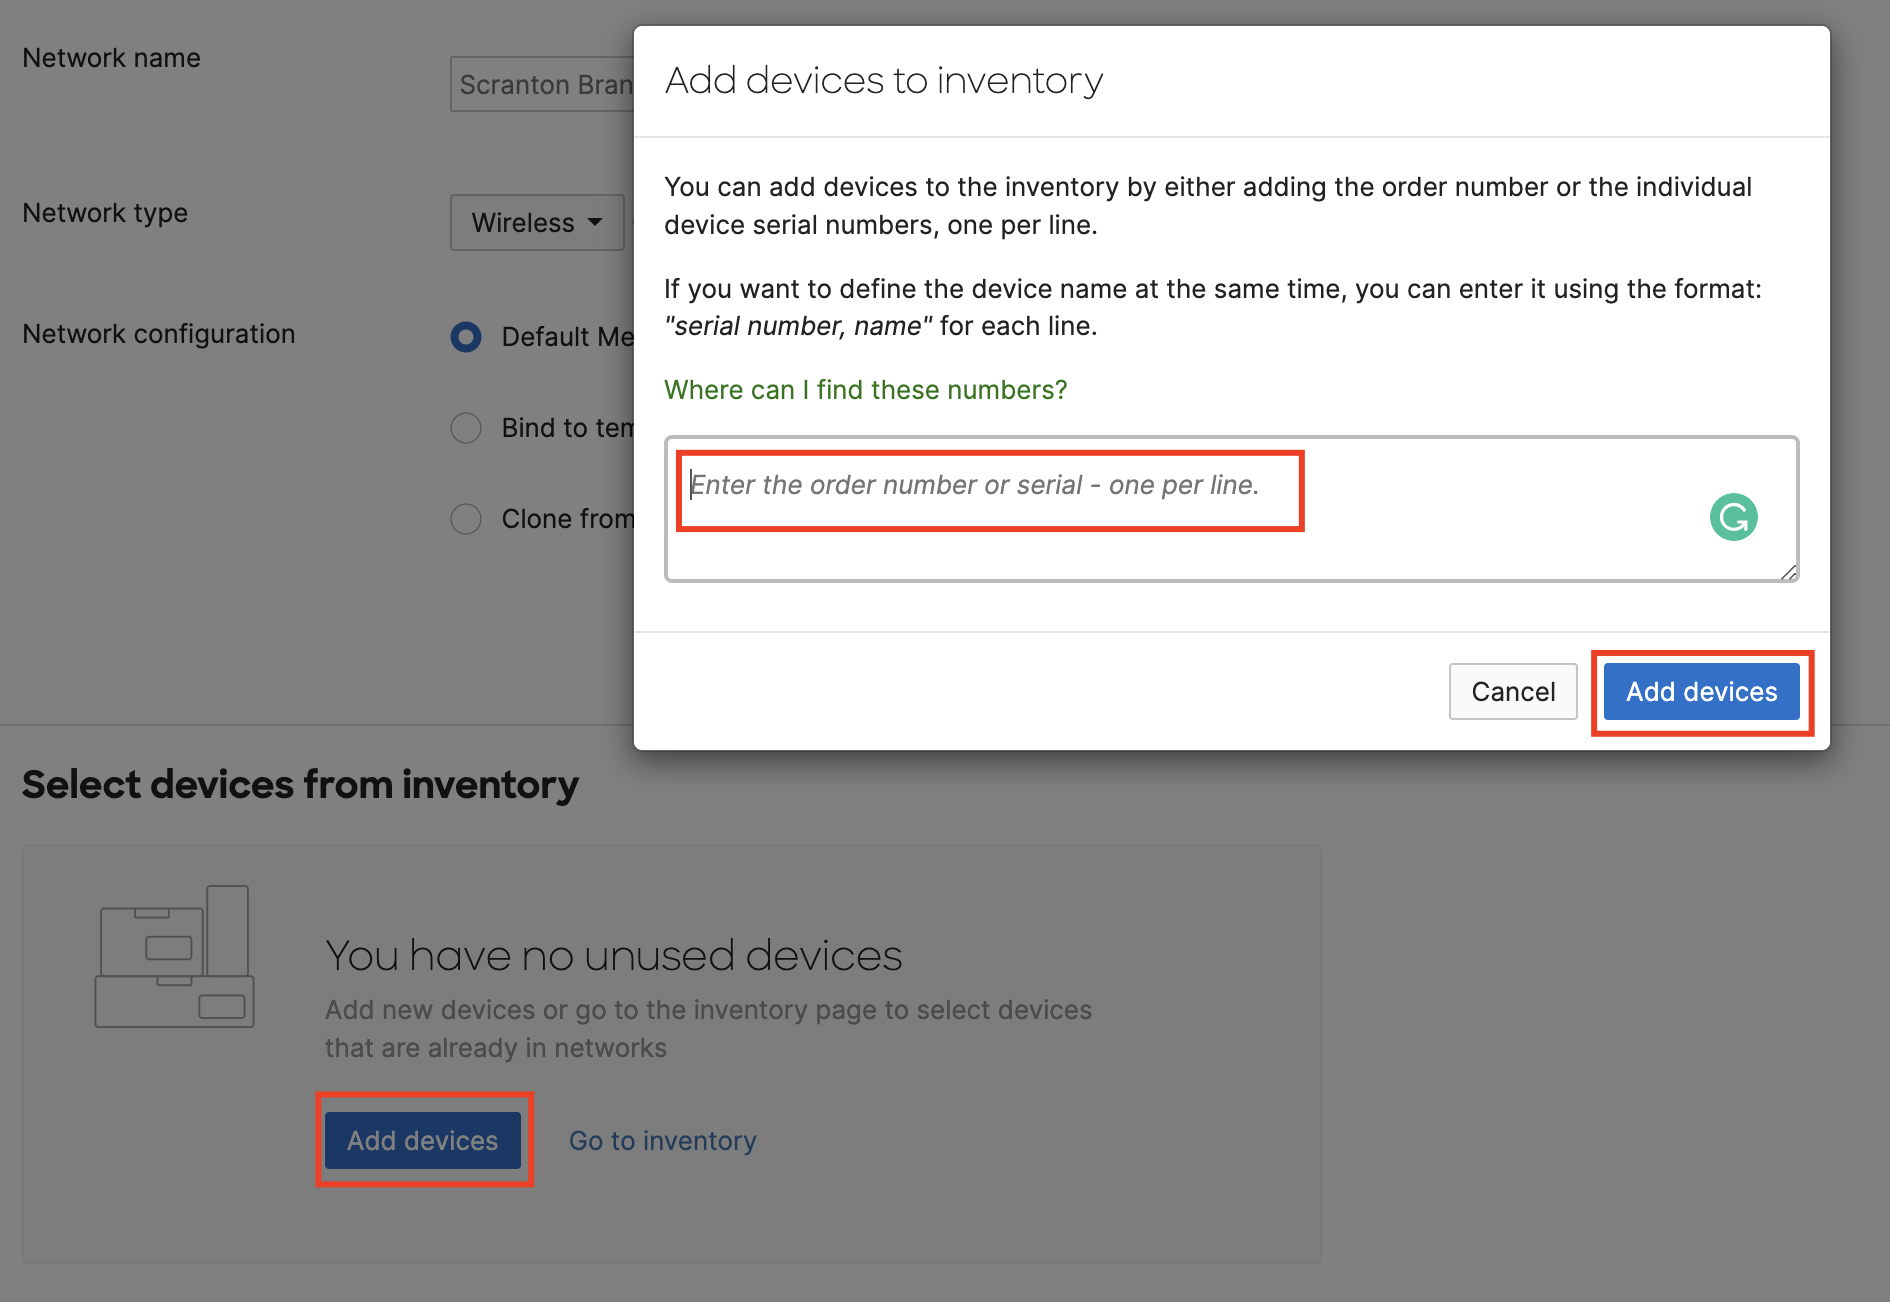 Network name
Scranton Bran
Network type
Wireless
Network configuration
Default Me
Bind to tem
Clone from
Add devices to inventory
You can add devices to the inventory by either adding the order number or the individual
device serial numbers, one per line.
If you want to define the device name at the same time, you can enter it using the format:
"serial number, name" for each line.
Where can I find these numbers?
Enter the order number or serial - one per line.
Cancel
Add devices
Select devices from inventory
You have no unused devices
Add new devices or go to the inventory page to select devices
that are already in networks
Add devices
Go to inventory